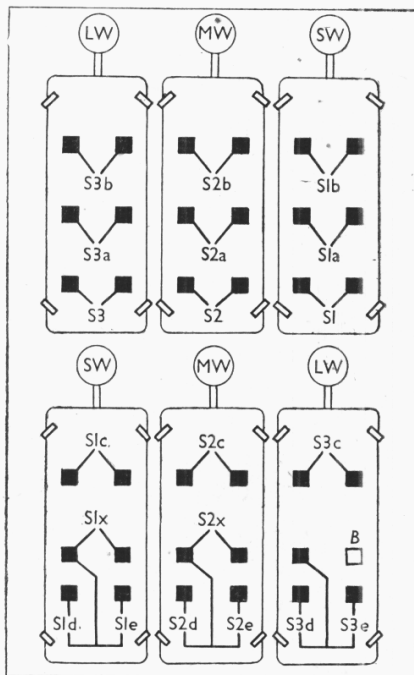 LW MW SW
S3b S2b S1b
S3a S2a S1a
S3 S2 S1
SW MW LW
S1c. S2c S3c
S1x S2x B
S1d. S1e S2d S2e S3d S3e